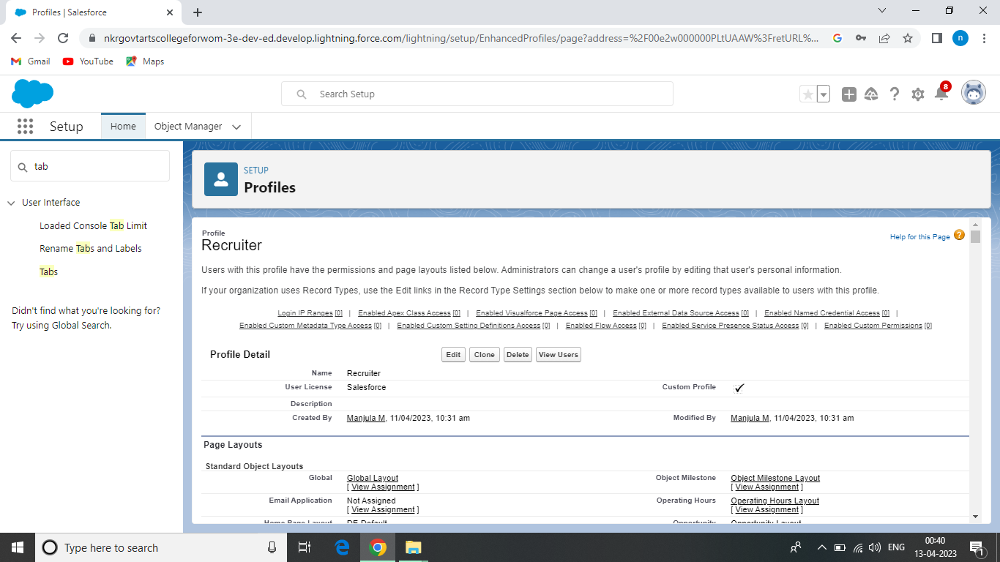 Profiles | Salesforce
nkrgovtartscollegeforwom-3e-dev-ed.develop.lightning.force.com/lightning/setup/EnhancedProfiles/page?address=%2F00e2w000000PLtUAAW%3FretURL%...
n
Gmail YouTube Maps
Search Setup
8
Setup Home Object Manager
tab
User Interface
Loaded Console Tab Limit
Rename Tabs and Labels
Tabs
Didn't find what you're looking for?
Try using Global Search.
SETUP
Profiles
Profile
Recruiter
Help for this Page ?
Users with this profile have the permissions and page layouts listed below. Administrators can change a user's profile by editing that user's personal information.
If your organization uses Record Types, use the Edit links in the Record Type Settings section below to make one or more record types available to users with this profile.
Login IP Ranges [0] | Enabled Apex Class Access [0] | Enabled Visualforce Page Access [0] | Enabled External Data Source Access [0] | Enabled Named Credential Access [0] |
Enabled Custom Metadata Type Access [0] | Enabled Custom Setting Definitions Access [0] | Enabled Flow Access [0] | Enabled Service Presence Status Access [0] | Enabled Custom Permissions [0]
Profile Detail Edit Clone Delete View Users
Name Recruiter
User License Salesforce Custom Profile
Description
Created By Manjula M, 11/04/2023, 10:31 am Modified By Manjula M, 11/04/2023, 10:31 am
Page Layouts
Standard Object Layouts
Global Global Layout Object Milestone Object Milestone Layout
[ View Assignment ] [ View Assignment ]
Email Application Not Assigned Operating Hours Operating Hours Layout
[ View Assignment ] [ View Assignment ]
Home Page Layout DE Default Opportunity Opportunity Layout
Type here to search
ENG
00:40
13-04-2023
1